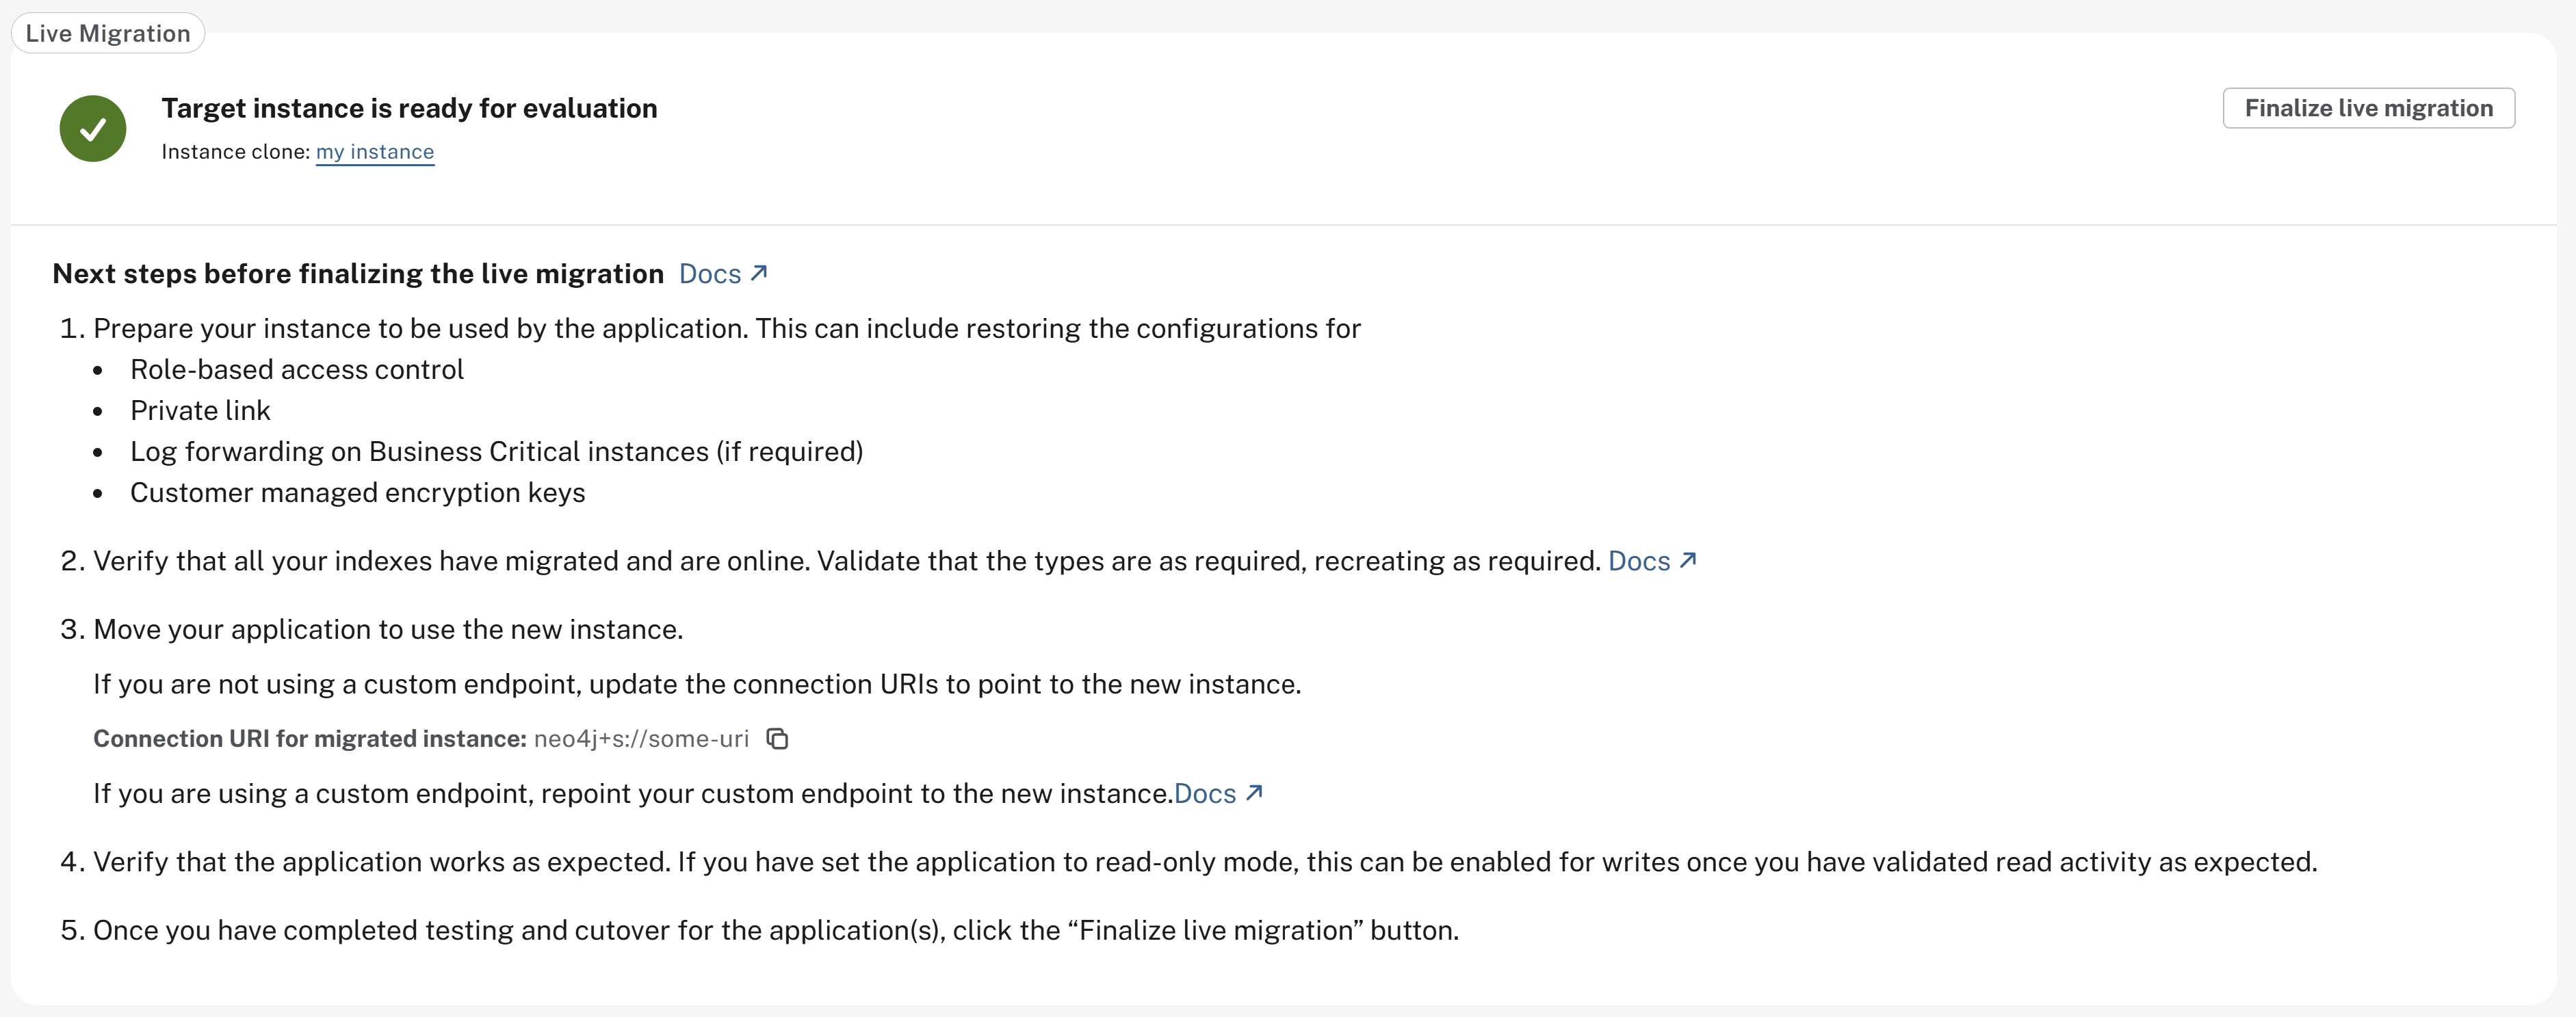 Live Migration
Target instance is ready for evaluation
Finalize live migration
Instance clone: my instance
Next steps before finalizing the live migration Docs
1. Prepare your instance to be used by the application. This can include restoring the configurations for
• Role-based access control
• Private link
• Log forwarding on Business Critical instances (if required)
• Customer managed encryption keys
2. Verify that all your indexes have migrated and are online. Validate that the types are as required, recreating as required. Docs
3. Move your application to use the new instance.
If you are not using a custom endpoint, update the connection URIs to point to the new instance.
Connection URI for migrated instance: neo4j+s://some-uri
If you are using a custom endpoint, repoint your custom endpoint to the new instance.Docs
4. Verify that the application works as expected. If you have set the application to read-only mode, this can be enabled for writes once you have validated read activity as expected.
5. Once you have completed testing and cutover for the application(s), click the “Finalize live migration” button.